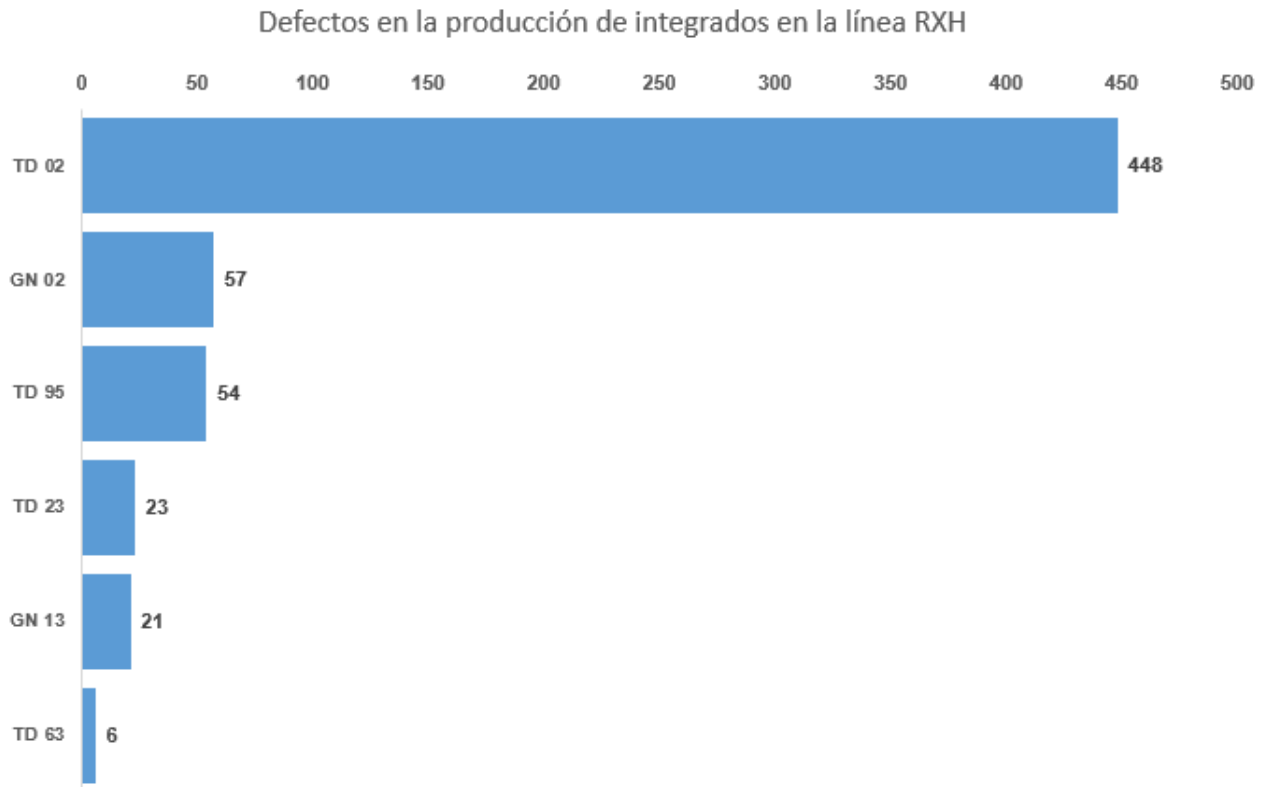 Defectos en la producción de integrados en la línea RXH
0 50 100 150 200 250 300 350 400 450 500
TD 02 448
GN 02 57
TD 95 54
TD 23 23
GN 13 21
TD 63 6